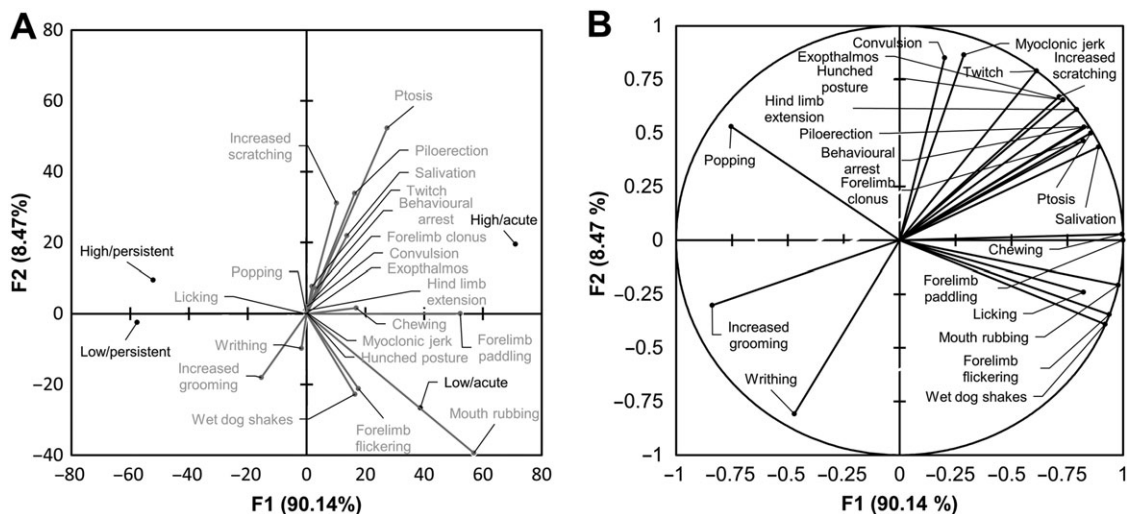 A
80
60
40
20
0
−20
−40
−80
−60
−40
−20
0
20
40
60
80
F2 (8.47%)
F1 (90.14%)
Ptosis
Increased
scratching
Piloerection
Salivation
Twitch
Behavioural
arrest
High/acute
High/persistent
Forelimb clonus
Convulsion
Popping
Exopthalmos
Licking
Hind limb
extension
Low/persistent
Chewing
Writhing
Myoclonic jerk
Forelimb
paddling
Hunched posture
Increased
grooming
Low/acute
Wet dog shakes
Mouth rubbing
Forelimb
flickering
B
1
0.75
0.5
0.25
0
−0.25
−0.5
−0.75
−1
−1
−0.75
−0.5
−0.25
0
−0.25
−0.5
−0.75
1
F2 (8.47 %)
F1 (90.14 %)
Convulsion
Myoclonic jerk
Exopthalmos
Increased
scratching
Hunched
posture
Twitch
Hind limb
extension
Piloerection
Popping
Behavioural
arrest
Forelimb
clonus
Ptosis
Salivation
Chewing
Forelimb
paddling
Licking
Increased
grooming
Mouth rubbing
Forelimb
flickering
Writhing
Wet dog shakes